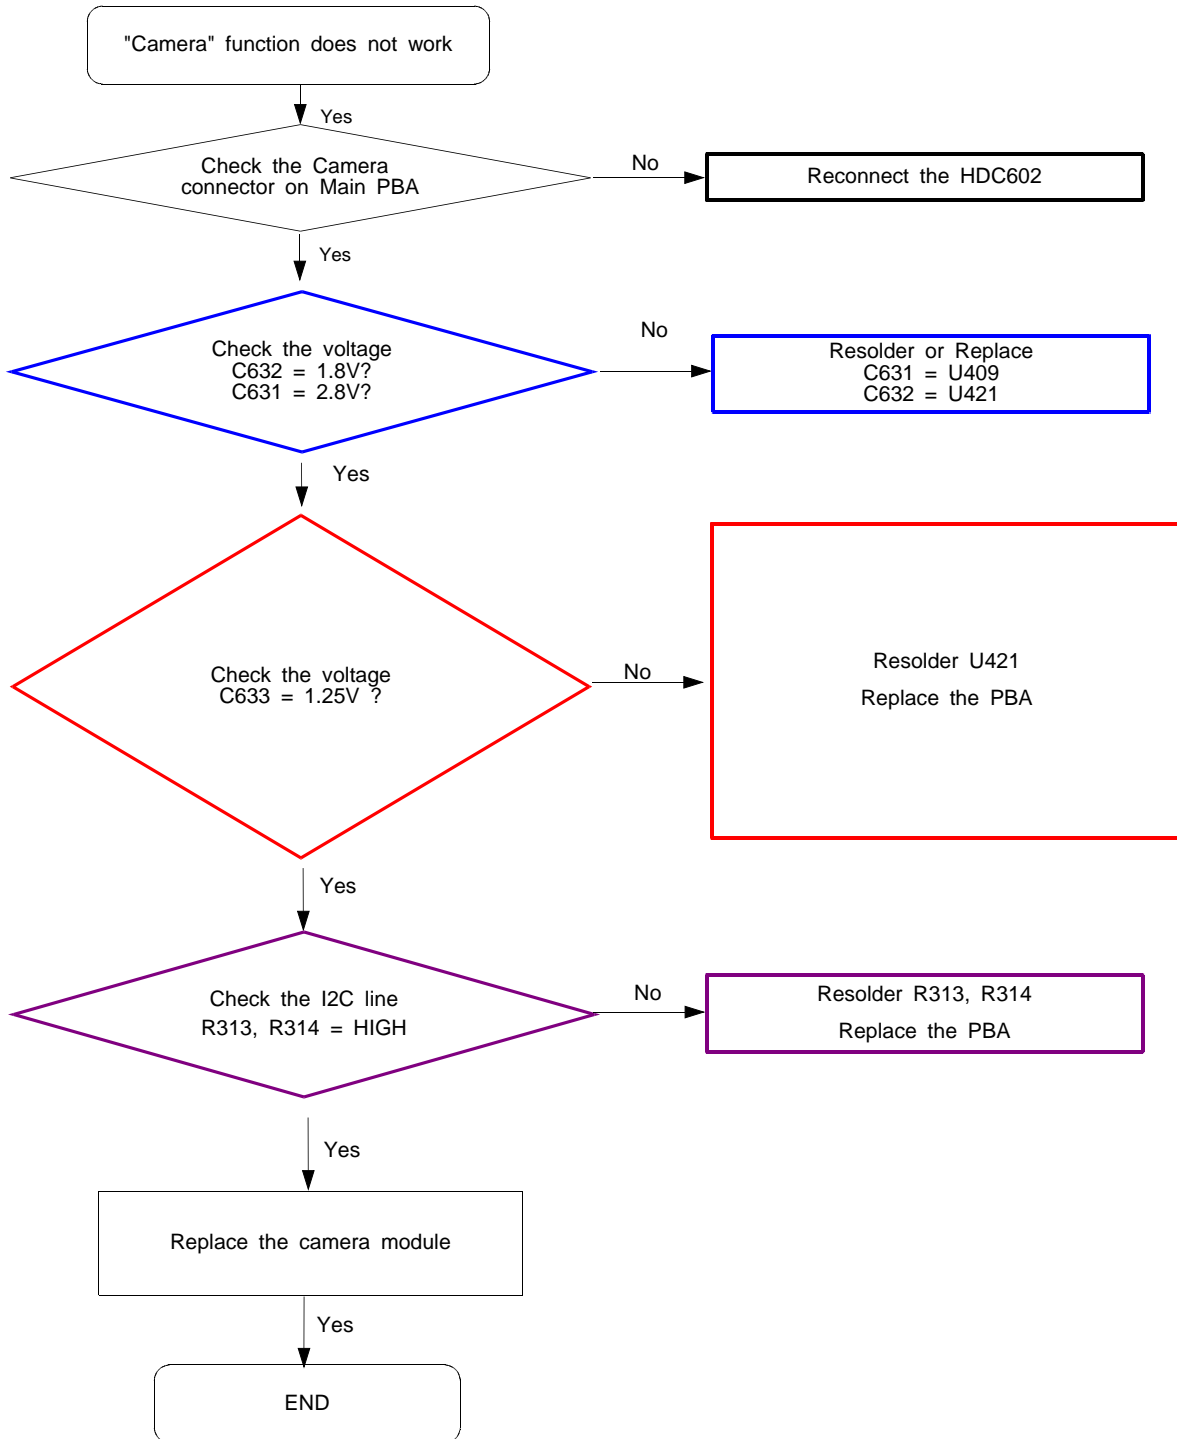 "Camera" function does not work
Yes
Check the Camera
connector on Main PBA
No
Reconnect the HDC602
Yes
Check the voltage
C632 = 1.8V?
C631 = 2.8V?
No
Resolder or Replace
C631 = U409
C632 = U421
Yes
Check the voltage
C633 = 1.25V ?
No
Resolder U421
Replace the PBA
Yes
Check the I2C line
R313, R314 = HIGH
No
Resolder R313, R314
Replace the PBA
Yes
Replace the camera module
Yes
END